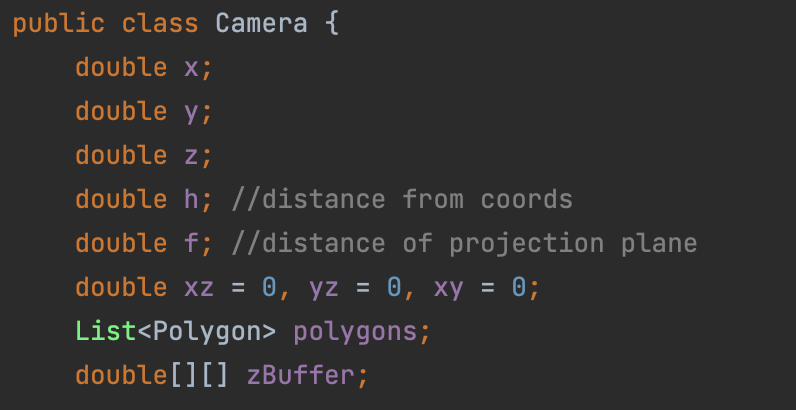 public class Camera {
    double x;
    double y;
    double z;
    double h; //distance from coords
    double f; //distance of projection plane
    double xz = 0, yz = 0, xy = 0;
    List<Polygon> polygons;
    double[][] zBuffer;